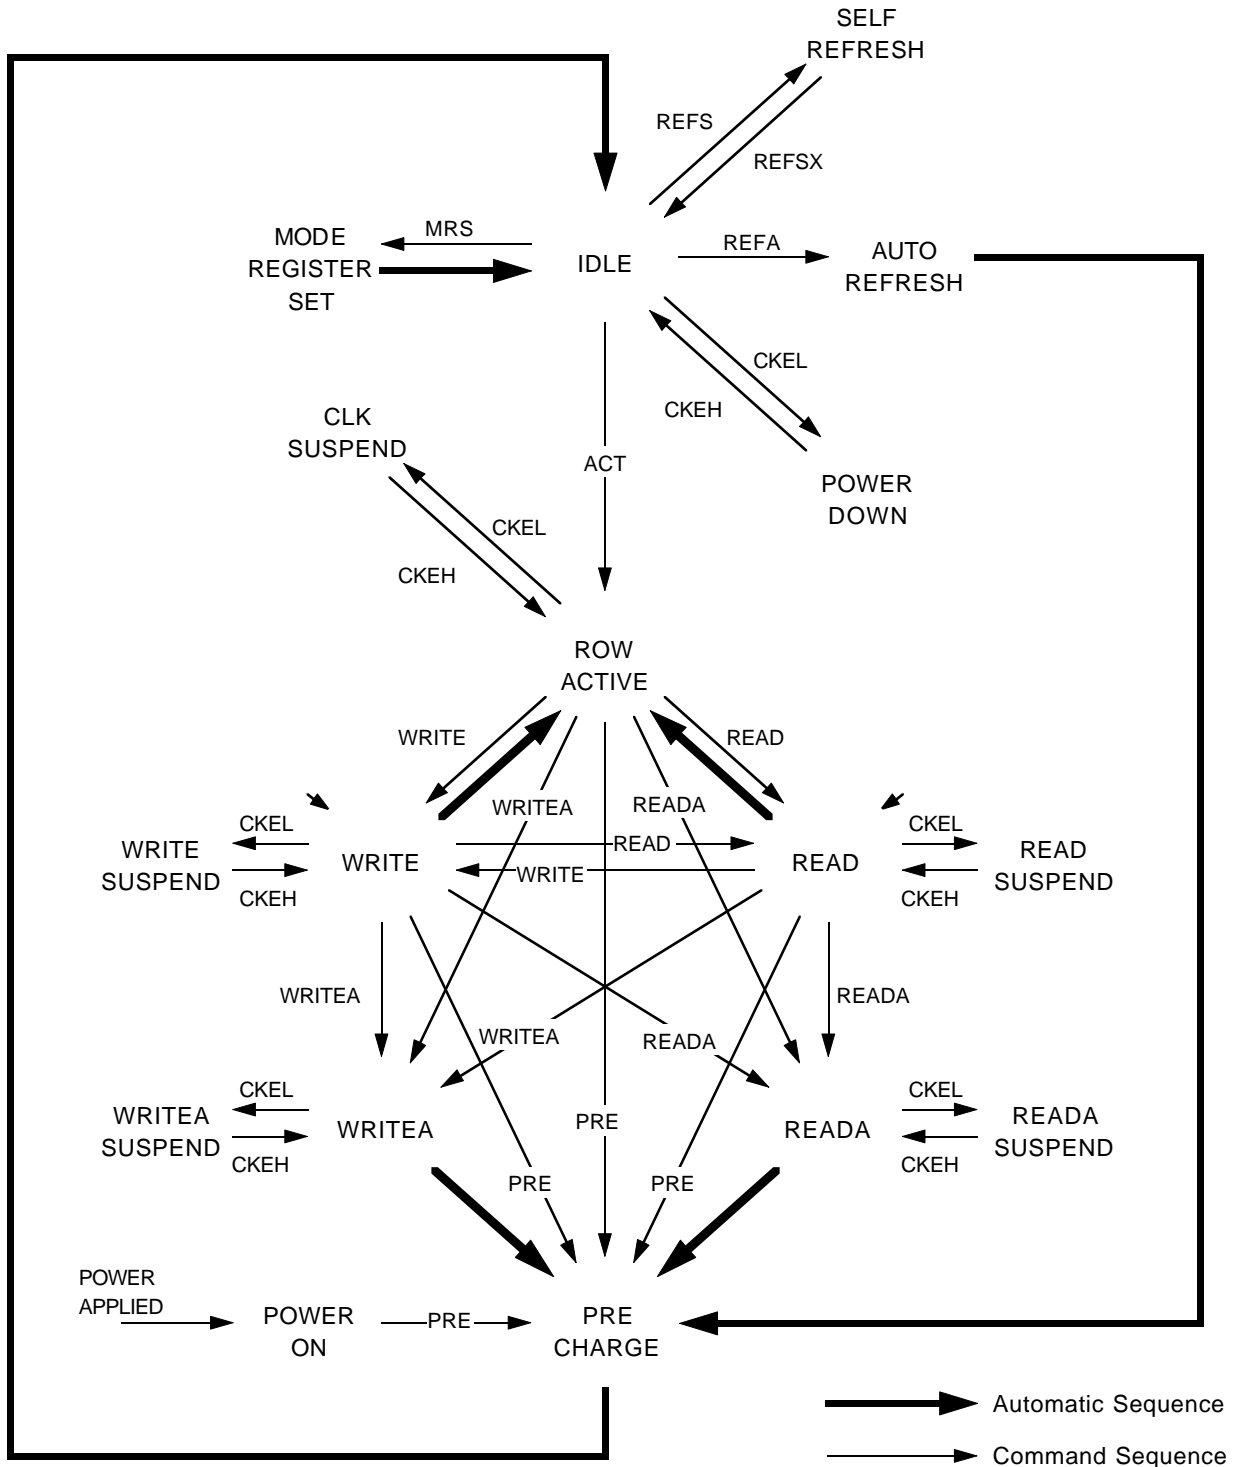 SELF
REFRESH
REFS
REFSX
MODE
REGISTER
SET
MRS
IDLE
REFA
AUTO
REFRESH
CKEL
CKEH
CLK
SUSPEND
ACT
POWER
DOWN
CKEL
CKEH
ROW
ACTIVE
WRITE
READ
WRITEA
READA
CKEL
READ
CKEL
WRITE
SUSPEND
WRITE
READ
READ
SUSPEND
CKEH
WRITE
CKEH
WRITEA
READA
WRITEA
READA
CKEL
CKEL
WRITEA
SUSPEND
WRITEA
PRE
READA
READA
SUSPEND
CKEH
CKEH
PRE
PRE
POWER
APPLIED
POWER
ON
PRE
PRE
CHARGE
Automatic Sequence
Command Sequence